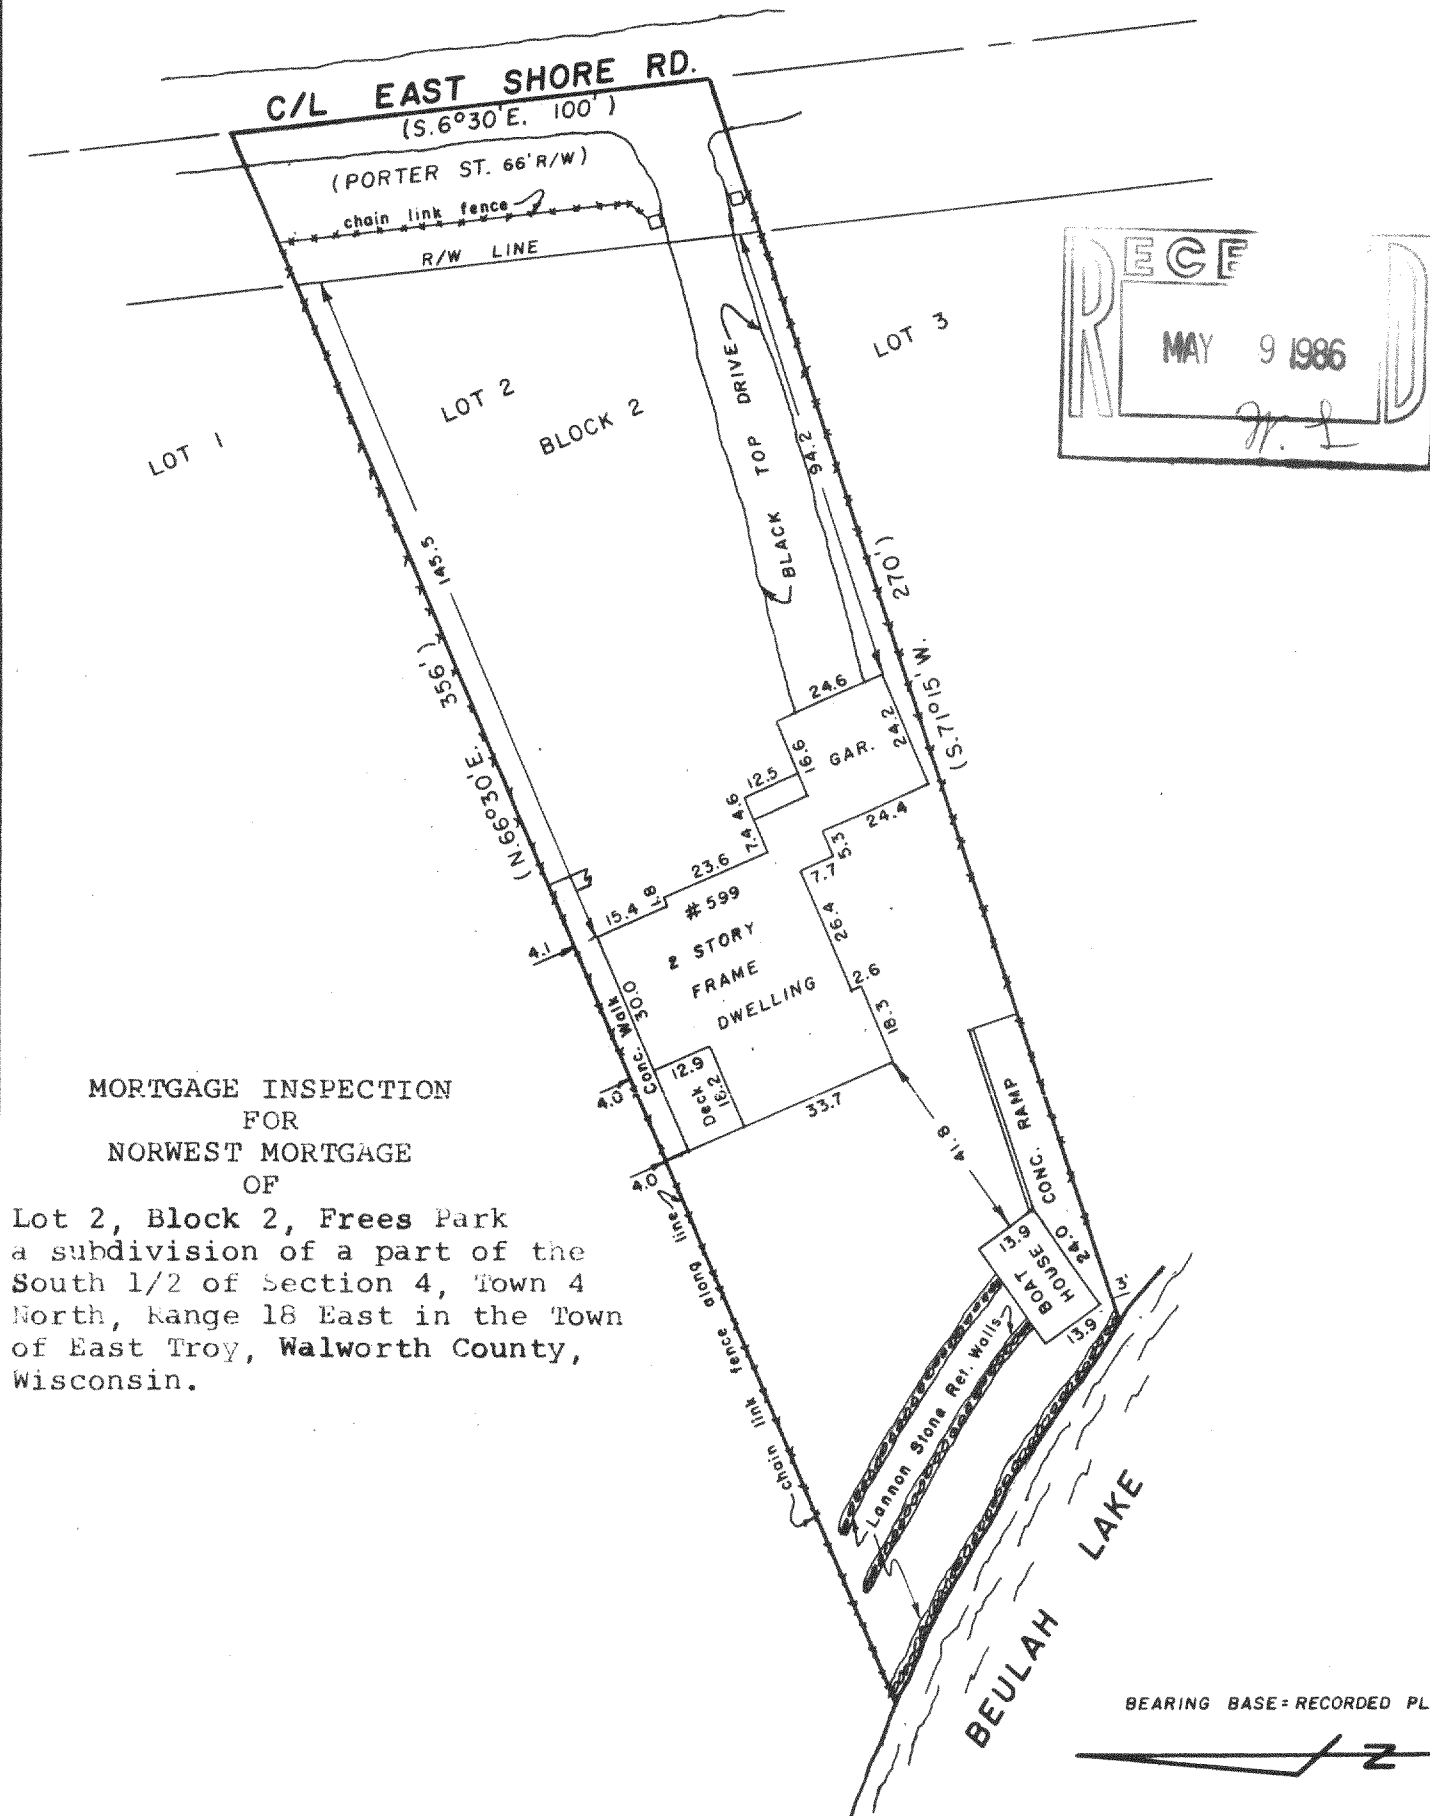 C/L EAST SHORE RD.
(S.6°30'E. 100')
(PORTER ST. 66'R/W)
chain link fence
R/W LINE
LOT 1
LOT 2
BLOCK 2
LOT 3
BLACK TOP DRIVE
94.2
145.5
(N.66°30'E. 356')
(S.71°15'W. 270')
RECE D
MAY 9 1986
24.6
24.2
GAR.
16.6
12.5
4.6
7.4
24.4
5.3
7.7
23.6
1.8
15.4
# 599
2 STORY
FRAME
DWELLING
26.4
2.6
18.3
4.1
30.0
Conc. Walk
12.9
Deck
18.2
4.0
33.7
4.0
41.8
CONC. RAMP
13.9
BOAT
HOUSE
24.0
13.9
3'
chain link fence along line
Lannon Stone Ret. Walls
BEULAH LAKE
MORTGAGE INSPECTION
FOR
NORWEST MORTGAGE
OF
Lot 2, Block 2, Frees Park
a subdivision of a part of the
South 1/2 of Section 4, Town 4
North, Range 18 East in the Town
of East Troy, Walworth County,
Wisconsin.
BEARING BASE = RECORDED PL
N